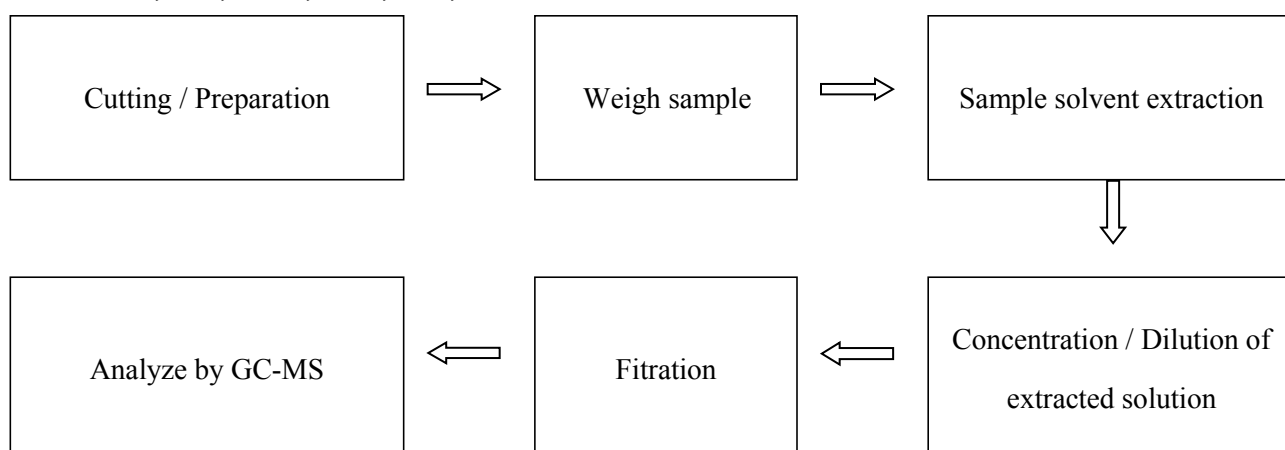 Cutting / Preparation
Weigh sample
Sample solvent extraction
Concentration / Dilution of
extracted solution
Fitration
Analyze by GC-MS